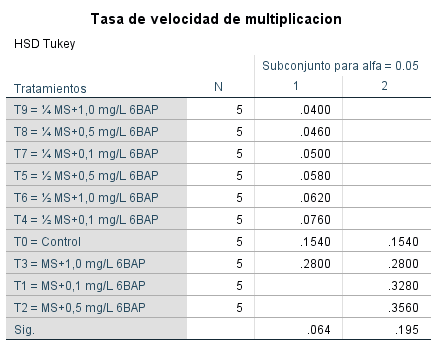 Tasa de velocidad de multiplicacion
HSD Tukey
Subconjunto para alfa = 0.05
Tratamientos N 1 2
T9 = ¼ MS+1,0 mg/L 6BAP 5 .0400
T8 = ¼ MS+0,5 mg/L 6BAP 5 .0460
T7 = ¼ MS+0,1 mg/L 6BAP 5 .0500
T5 = ½ MS+0,5 mg/L 6BAP 5 .0580
T6 = ½ MS+1,0 mg/L 6BAP 5 .0620
T4 = ½ MS+0,1 mg/L 6BAP 5 .0760
T0 = Control 5 .1540 .1540
T3 = MS+1,0 mg/L 6BAP 5 .2800 .2800
T1 = MS+0,1 mg/L 6BAP 5 .3280
T2 = MS+0,5 mg/L 6BAP 5 .3560
Sig. .064 .195